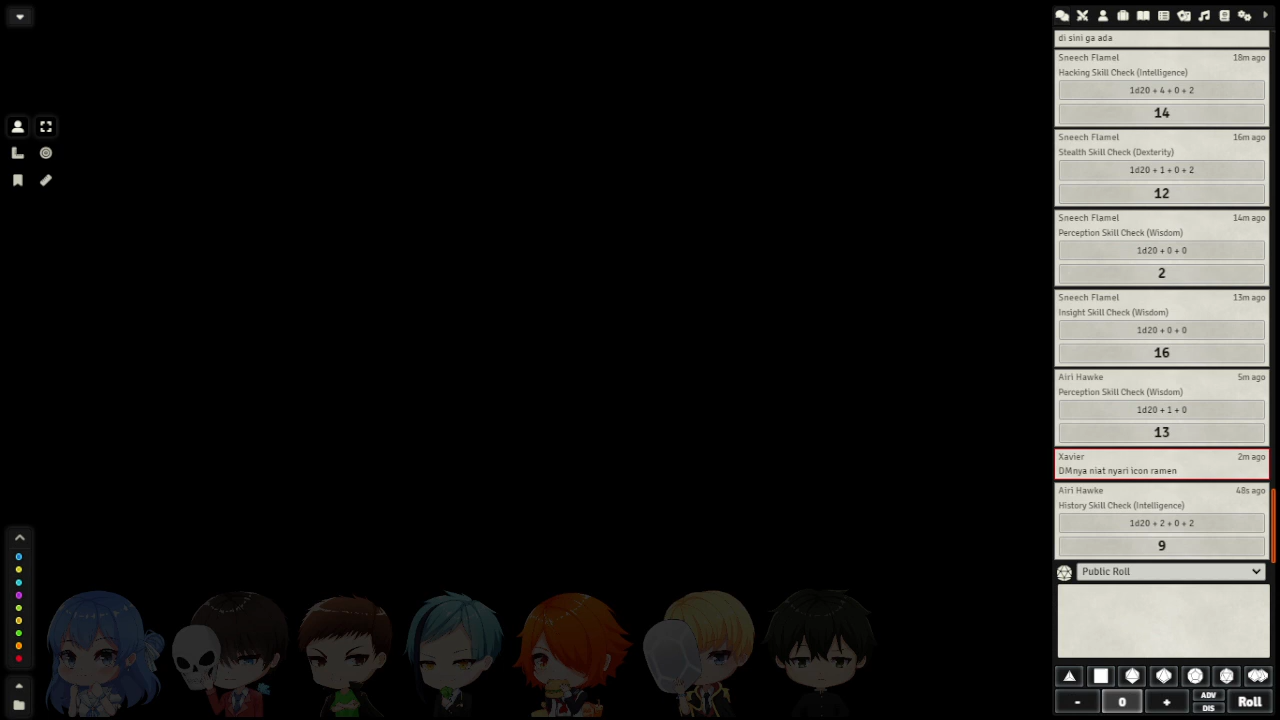 di sini ga ada
Sneech Flamel 18m ago
Hacking Skill Check (Intelligence)
1d20 + 4 + 0 + 2
14
Sneech Flamel 16m ago
Stealth Skill Check (Dexterity)
1d20 + 1 + 0 + 2
12
Sneech Flamel 14m ago
Perception Skill Check (Wisdom)
1d20 + 0 + 0
2
Sneech Flamel 13m ago
Insight Skill Check (Wisdom)
1d20 + 0 + 0
16
Airi Hawke 5m ago
Perception Skill Check (Wisdom)
1d20 + 1 + 0
13
Xavier 2m ago
DMnya niat nyari icon ramen
Airi Hawke 48s ago
History Skill Check (Intelligence)
1d20 + 2 + 0 + 2
9
Public Roll
- 0 + ADV DIS Roll